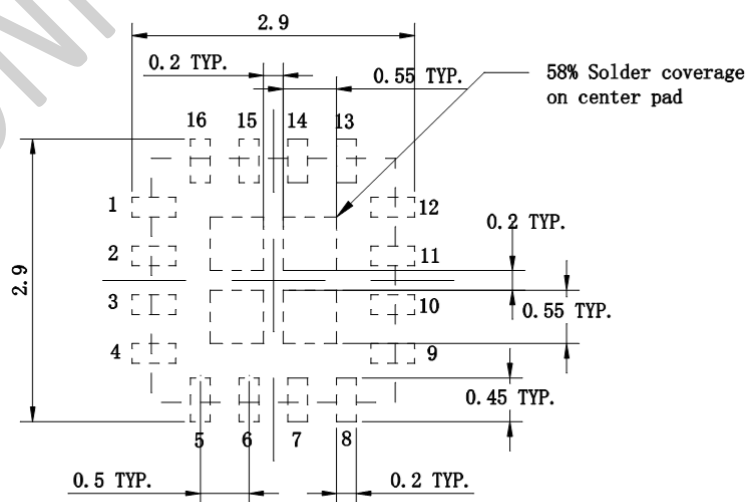 2.9
0.2 TYP.
0.55 TYP.
58% Solder coverage
on center pad
16 15 14 13
1
12
2
11
0.2 TYP.
2.9
3
10
0.55 TYP.
4
9
0.45 TYP.
5 6 7 8
0.5 TYP.
0.2 TYP.